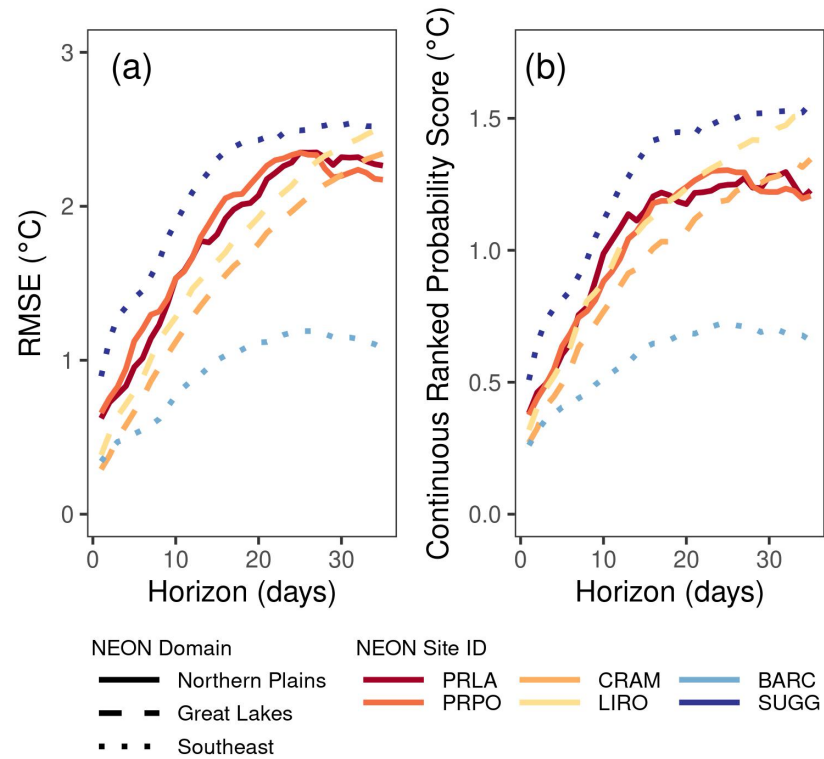 (a)
(b)
3
2
1
0
RMSE (°C)
0 10 20 30
Horizon (days)
1.5
1.0
0.5
0.0
Continuous Ranked Probability Score (°C)
0 10 20 30
Horizon (days)
NEON Domain
Northern Plains
Great Lakes
Southeast
NEON Site ID
PRLA CRAM BARC
PRPO LIRO SUGG